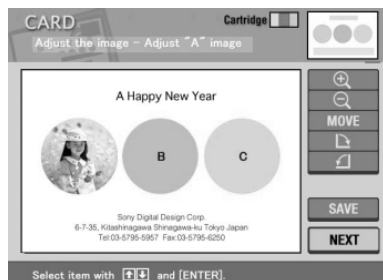 CARD
Cartridge
Adjust the image - Adjust "A" image
A Happy New Year
B
C
Sony Digital Design Corp.
6-7-35, Kitashinagawa Shinagawa-ku Tokyo Japan
Tel:03-5795-5957 Fax:03-5795-6250
MOVE
SAVE
NEXT
Select item with and [ENTER].